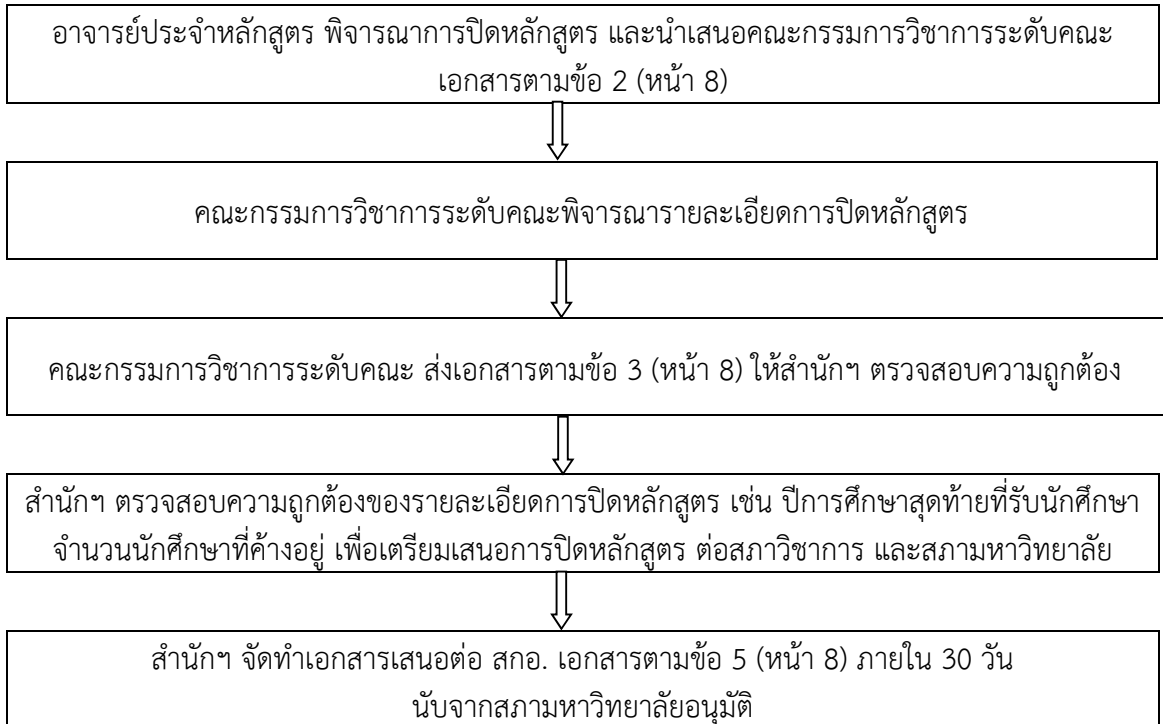 อาจารย์ประจำหลักสูตร พิจารณาการปิดหลักสูตร และนำเสนอคณะกรรมการวิชาการระดับคณะ
เอกสารตามข้อ 2 (หน้า 8)
คณะกรรมการวิชาการระดับคณะพิจารณารายละเอียดการปิดหลักสูตร
คณะกรรมการวิชาการระดับคณะ ส่งเอกสารตามข้อ 3 (หน้า 8) ให้สำนักฯ ตรวจสอบความถูกต้อง
สำนักฯ ตรวจสอบความถูกต้องของรายละเอียดการปิดหลักสูตร เช่น ปีการศึกษาสุดท้ายที่รับนักศึกษา
จำนวนนักศึกษาที่ค้างอยู่ เพื่อเตรียมเสนอการปิดหลักสูตร ต่อสภาวิชาการ และสภามหาวิทยาลัย
สำนักฯ จัดทำเอกสารเสนอต่อ สกอ. เอกสารตามข้อ 5 (หน้า 8) ภายใน 30 วัน
นับจากสภามหาวิทยาลัยอนุมัติ